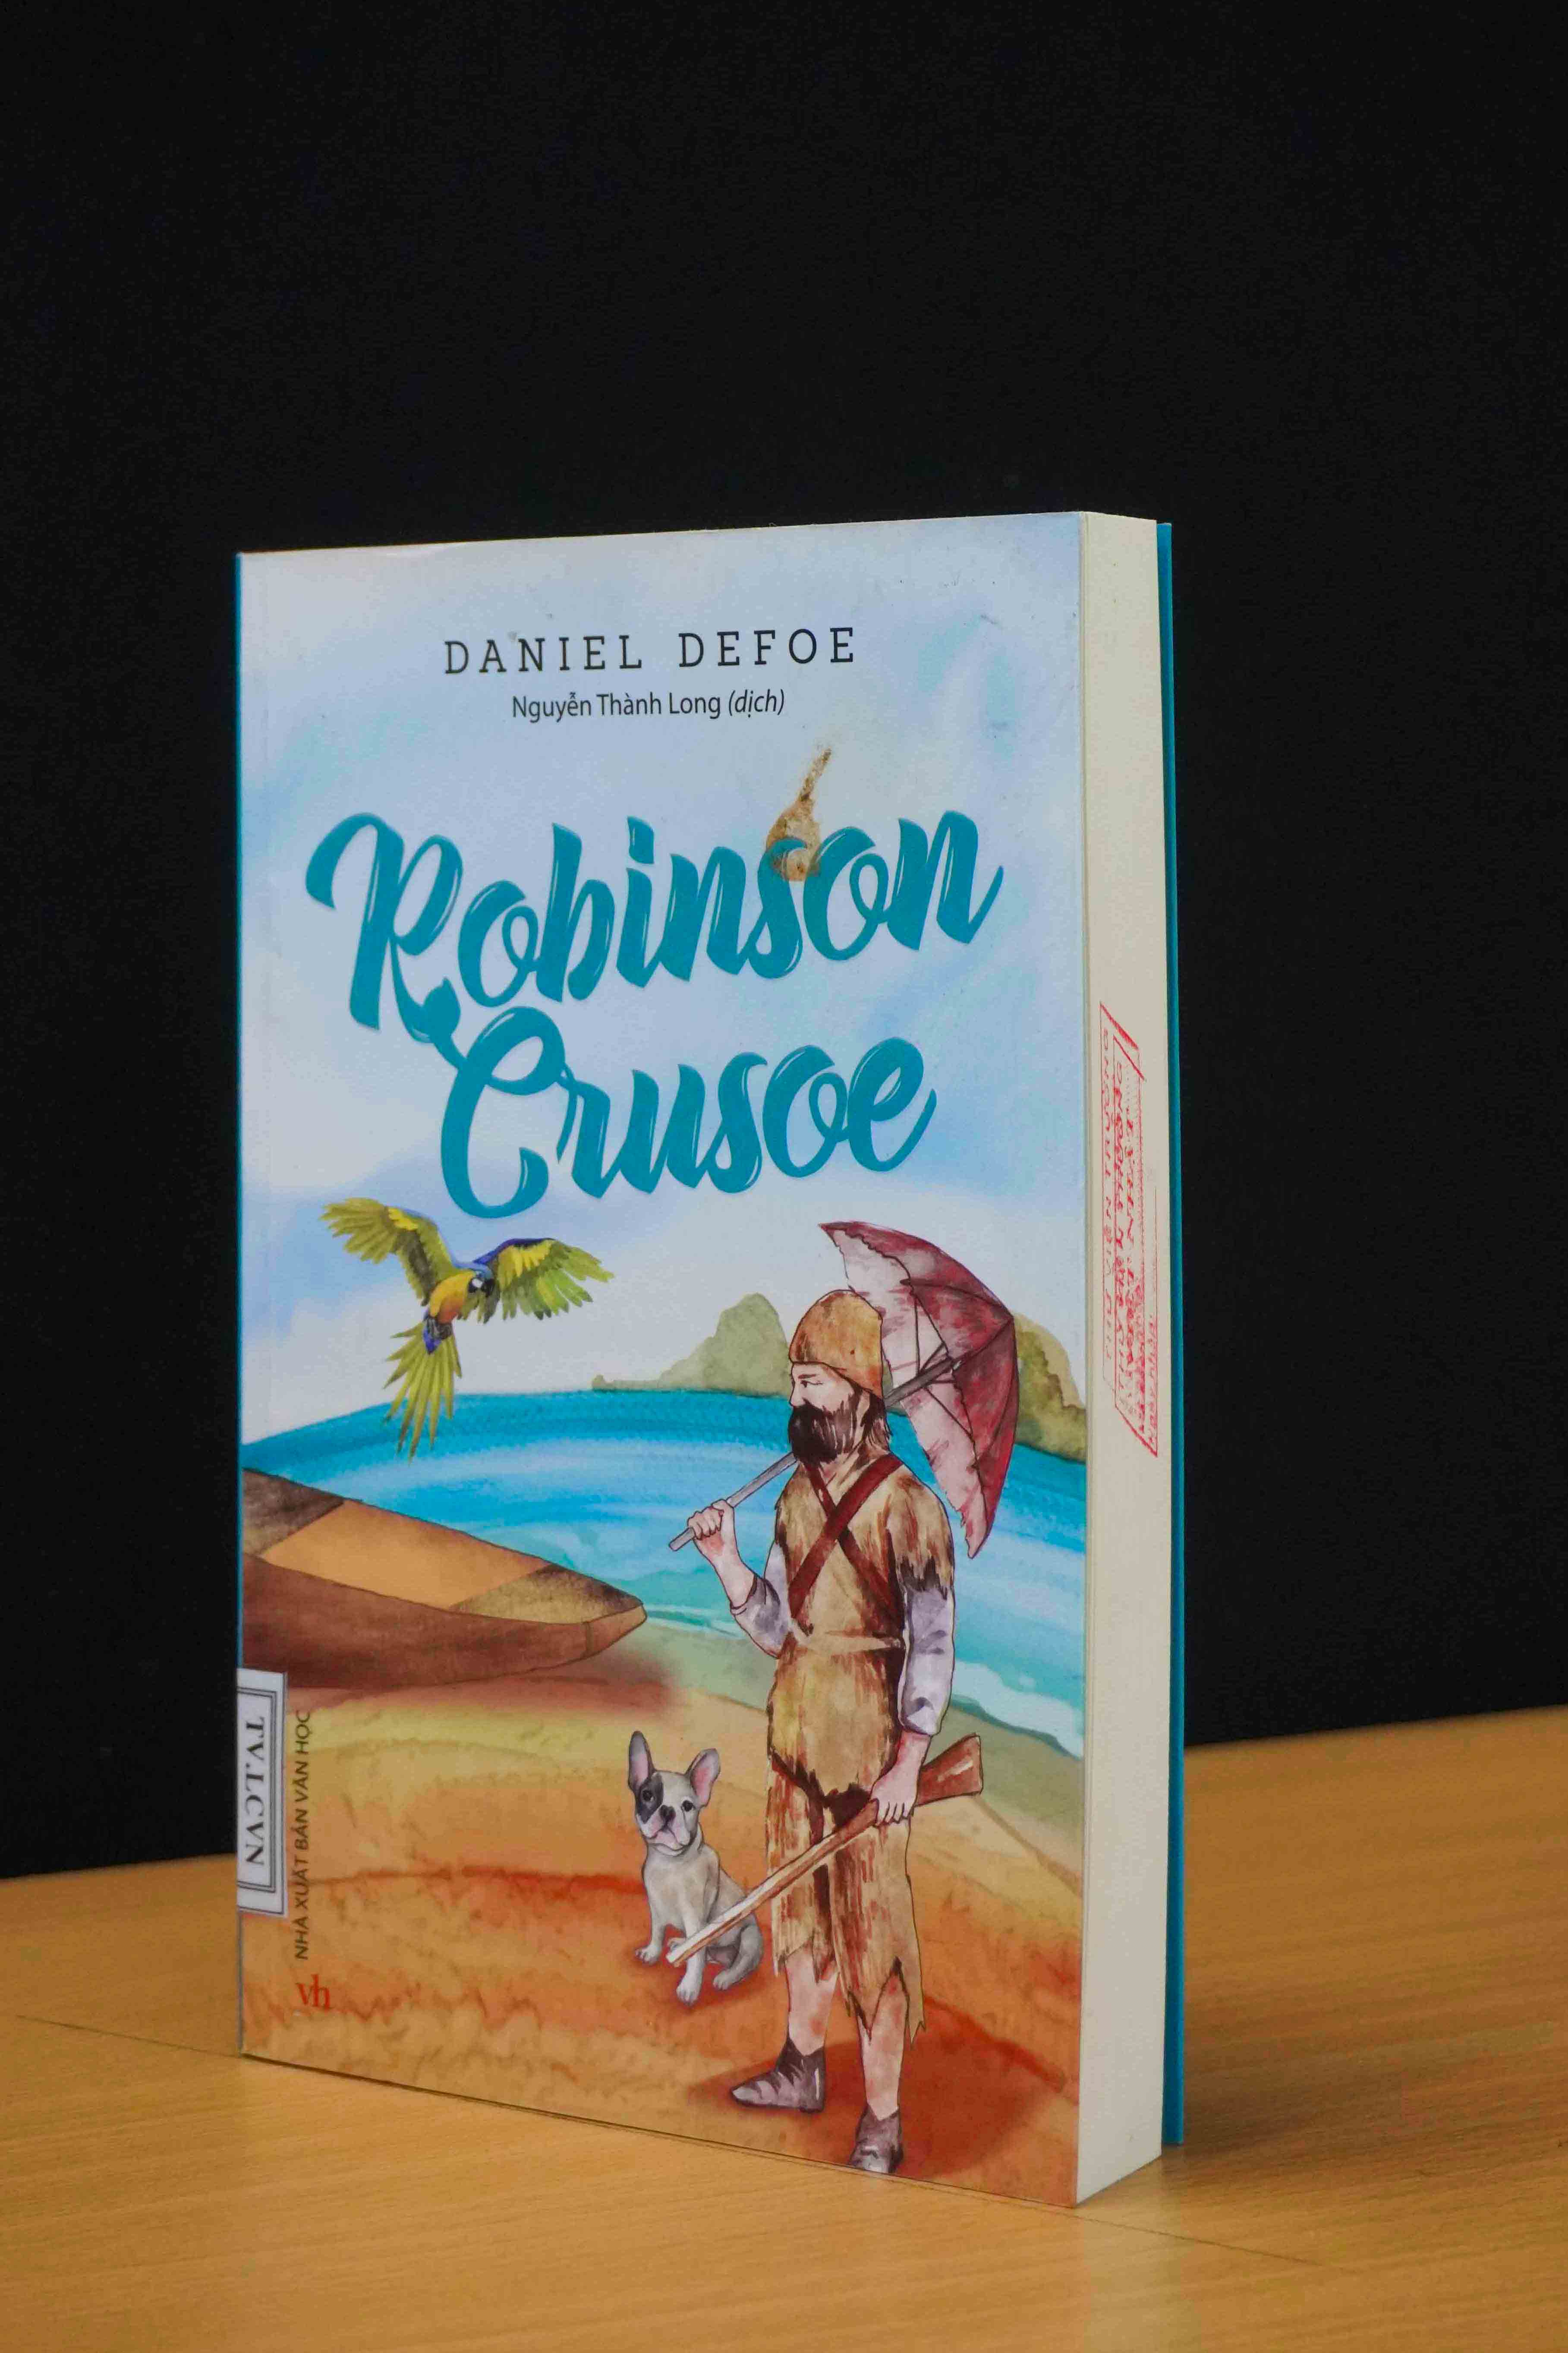 DANIEL DEFOE
Nguyễn Thành Long (dịch)
Robinson
Crusoe
TV.LCVN
NHÀ XUẤT BẢN VĂN HỌC
vh